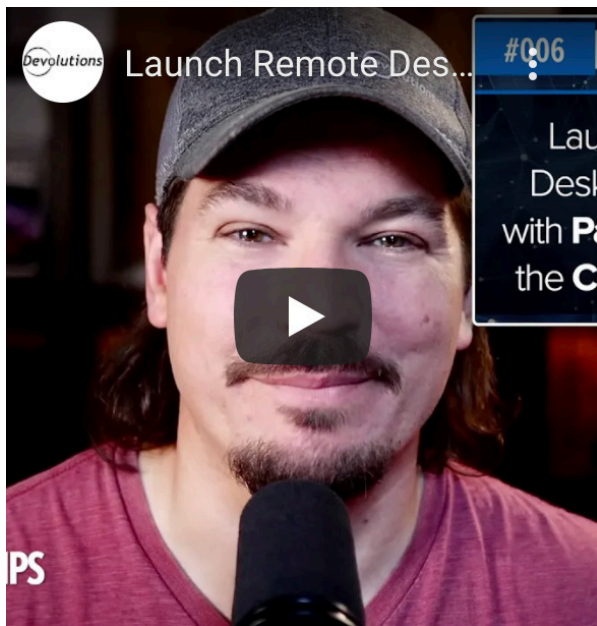 Devolutions
Launch Remote Des...
#006
Lau
Desk
with Pa
the C
IPS